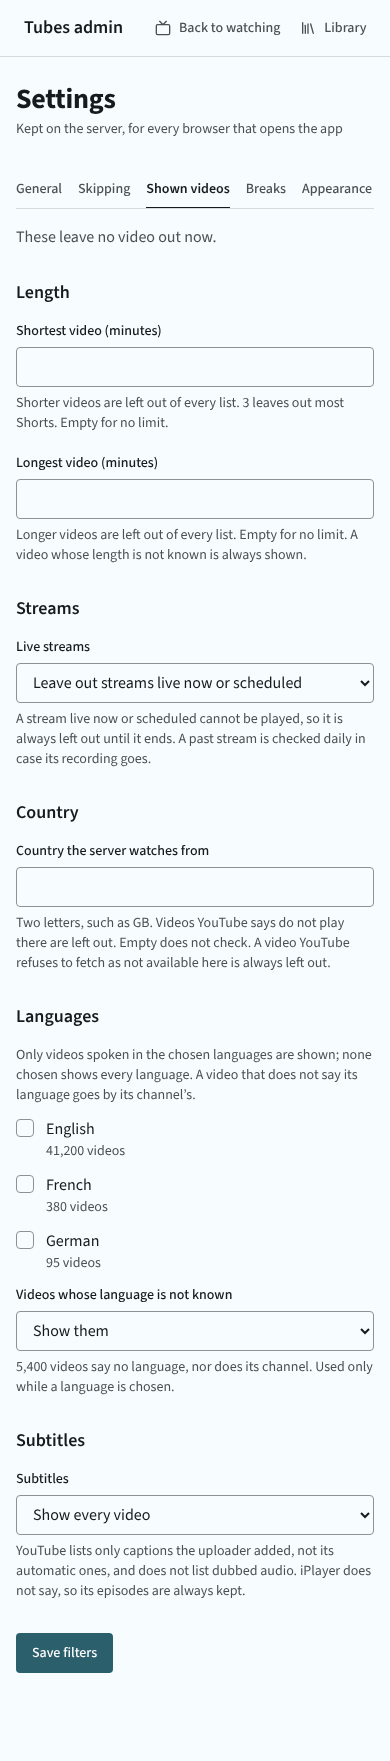 Tubes admin
Back to watching
Library
Settings
Kept on the server, for every browser that opens the app
General
Skipping
Shown videos
Breaks
Appearance
These leave no video out now.
Length
Shortest video (minutes)
Shorter videos are left out of every list. 3 leaves out most
Shorts. Empty for no limit.
Longest video (minutes)
Longer videos are left out of every list. Empty for no limit. A
video whose length is not known is always shown.
Streams
Live streams
Leave out streams live now or scheduled
A stream live now or scheduled cannot be played, so it is
always left out until it ends. A past stream is checked daily in
case its recording goes.
Country
Country the server watches from
Two letters, such as GB. Videos YouTube says do not play
there are left out. Empty does not check. A video YouTube
refuses to fetch as not available here is always left out.
Languages
Only videos spoken in the chosen languages are shown; none
chosen shows every language. A video that does not say its
language goes by its channel’s.
English
41,200 videos
French
380 videos
German
95 videos
Videos whose language is not known
Show them
5,400 videos say no language, nor does its channel. Used only
while a language is chosen.
Subtitles
Subtitles
Show every video
YouTube lists only captions the uploader added, not its
automatic ones, and does not list dubbed audio. iPlayer does
not say, so its episodes are always kept.
Save filters